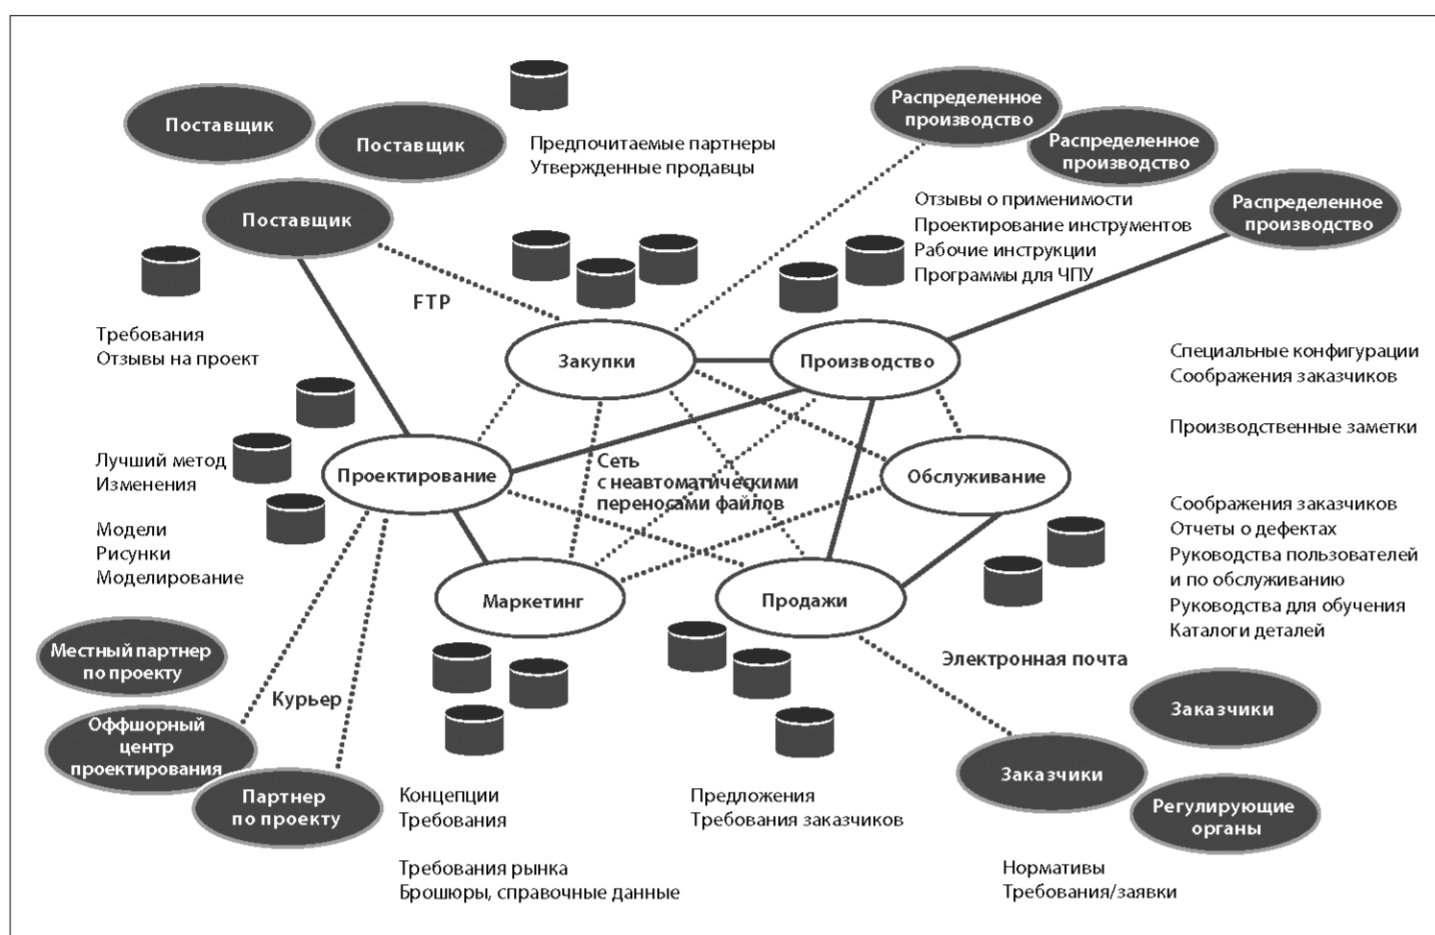 Поставщик
Поставщик
Поставщик
Предпочитаемые партнеры
Утвержденные продавцы
Распределенное
производство
Распределенное
производство
Распределенное
производство
Отзывы о применимости
Проектирование инструментов
Рабочие инструкции
Программы для ЧПУ
FTP
Требования
Отзывы на проект
Закупки
Производство
Специальные конфигурации
Соображения заказчиков
Производственные заметки
Лучший метод
Изменения
Модели
Рисунки
Моделирование
Проектирование
Сеть
с неавтоматическими
переносами файлов
Обслуживание
Соображения заказчиков
Отчеты о дефектах
Руководства пользователей
и по обслуживанию
Руководства для обучения
Каталоги деталей
Маркетинг
Продажи
Местный партнер
по проекту
Курьер
Оффшорный
центр
проектирования
Партнер
по проекту
Электронная почта
Заказчики
Заказчики
Регулирующие
органы
Концепции
Требования
Требования рынка
Брошюры, справочные данные
Предложения
Требования заказчиков
Нормативы
Требования/заявки